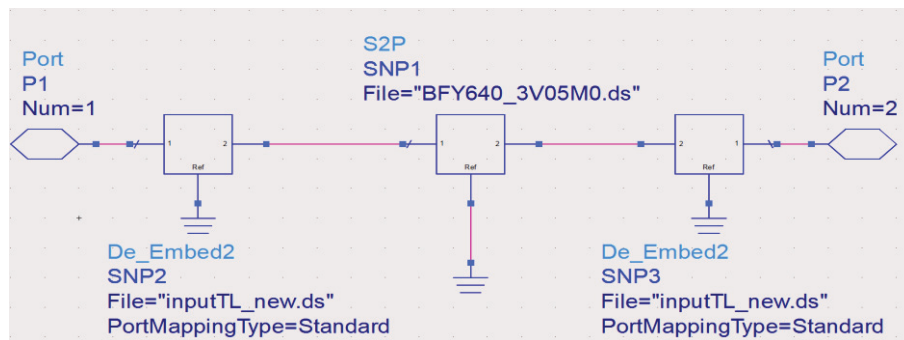 Port
P1
Num=1
S2P
SNP1
File="BFY640_3V05M0.ds"
Port
P2
Num=2
1 2
Ref
1 2
Ref
2 1
Ref
De_Embed2
SNP2
File="inputTL_new.ds"
PortMappingType=Standard
De_Embed2
SNP3
File="inputTL_new.ds"
PortMappingType=Standard